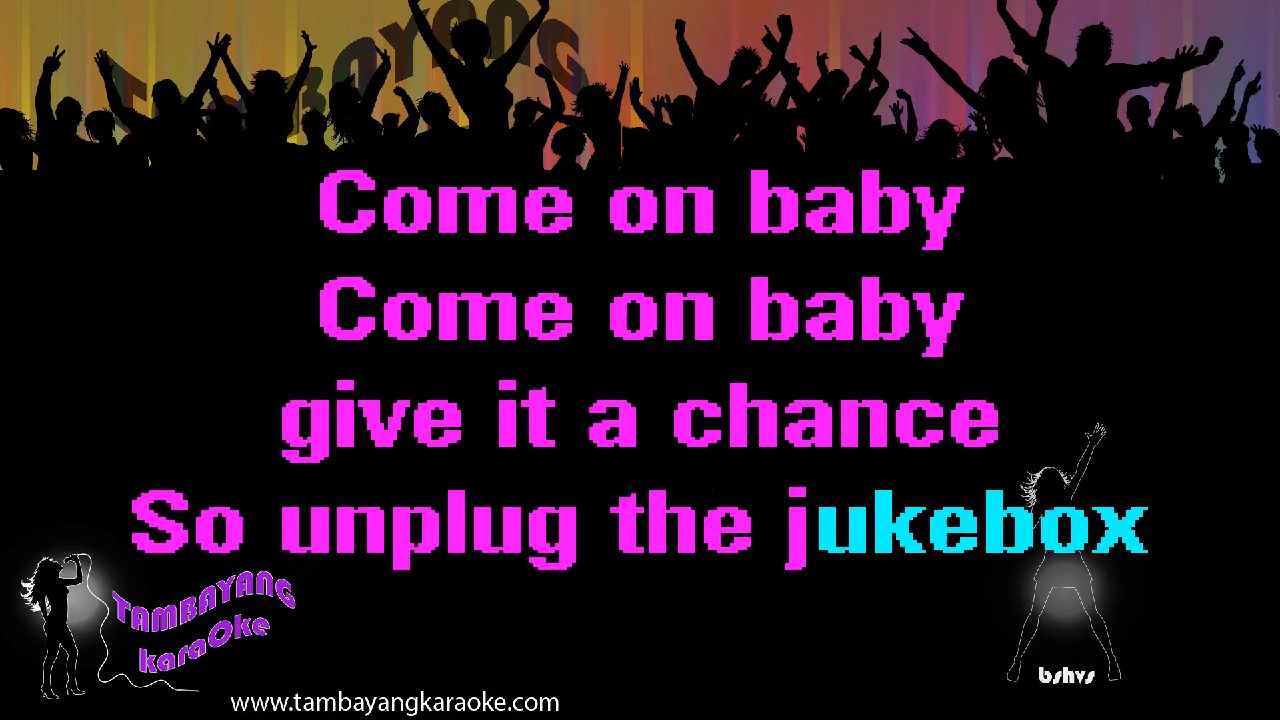 TAMBAYANG
Come on baby
Come on baby
give it a chance
So unplug the jukebox
TAMBAYANG
karaOke
bshvs
www.tambayangkaraoke.com